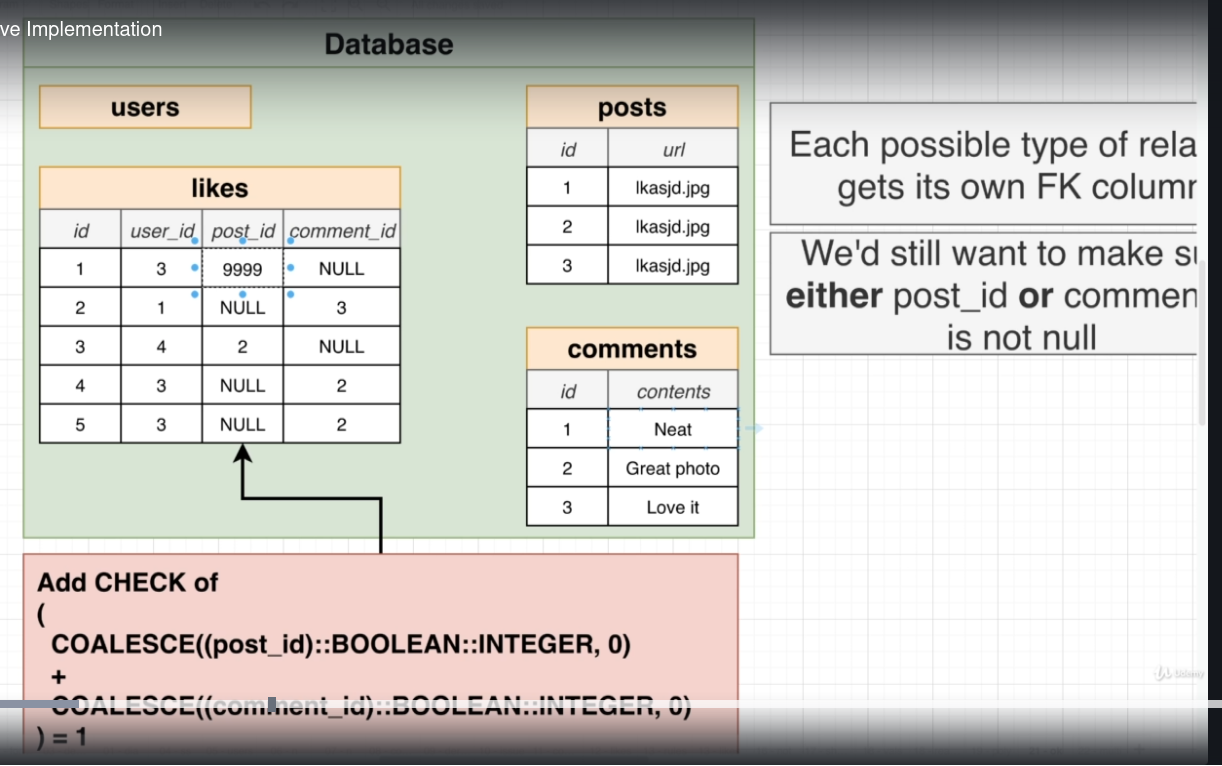 ve Implementation
Database
users
likes
id user_id post_id comment_id
1 3 9999 NULL
2 1 NULL 3
3 4 2 NULL
4 3 NULL 2
5 3 NULL 2
posts
id url
1 lkasjd.jpg
2 lkasjd.jpg
3 lkasjd.jpg
comments
id contents
1 Neat
2 Great photo
3 Love it
Each possible type of rela
gets its own FK colum
We'd still want to make s
either post_id or commen
is not null
Add CHECK of
(
COALESCE((post_id)::BOOLEAN::INTEGER, 0)
+
COALESCE((comment_id)::BOOLEAN::INTEGER, 0)
) = 1
Udemy